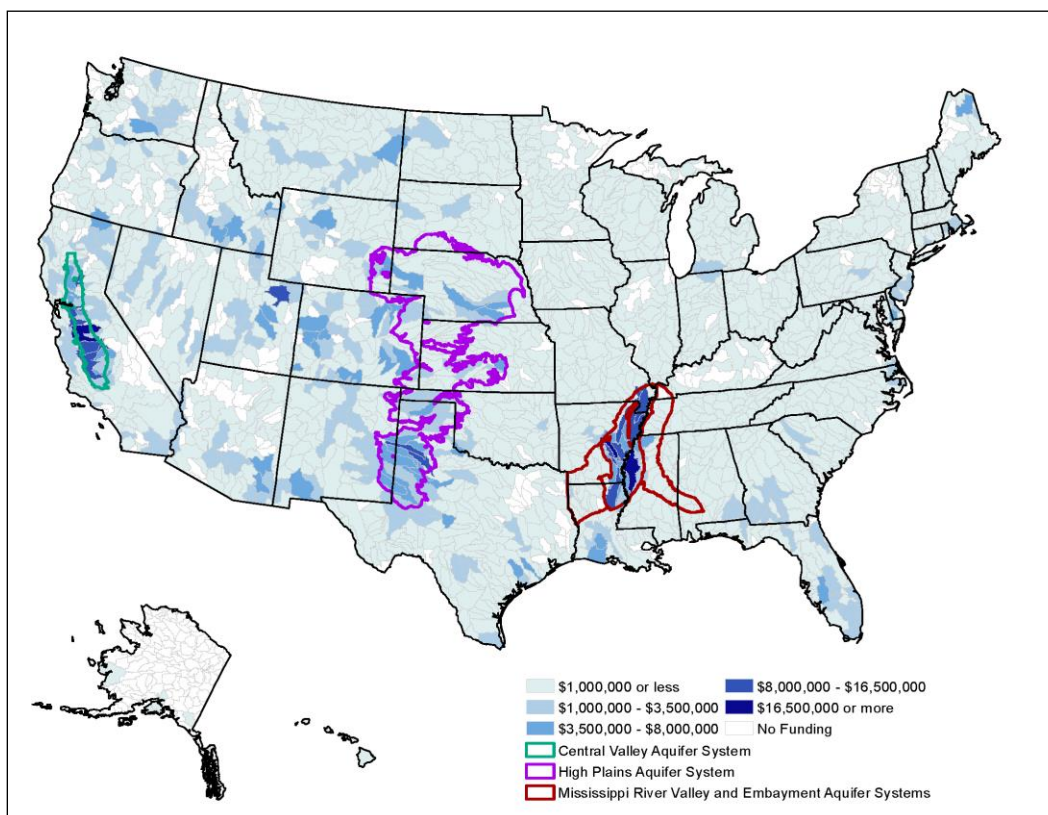 $1,000,000 or less
$8,000,000 - $16,500,000
$1,000,000 - $3,500,000
$16,500,000 or more
$3,500,000 - $8,000,000
No Funding
Central Valley Aquifer System
High Plains Aquifer System
Mississippi River Valley and Embayment Aquifer Systems